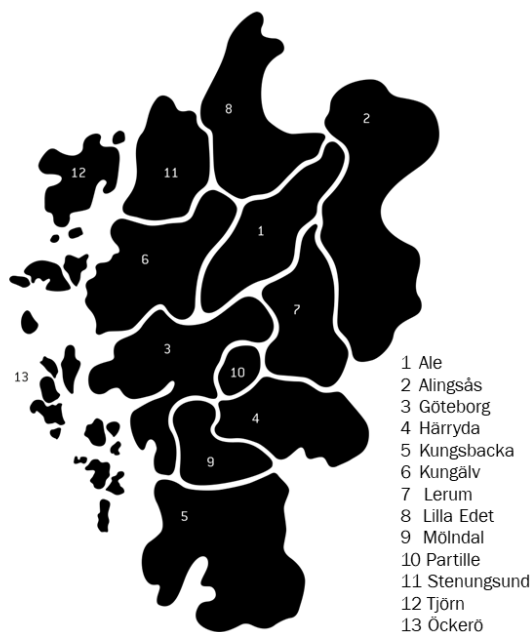 8
2
12
11
1
6
7
3
13
10
4
9
5
1 Ale
2 Alingsås
3 Göteborg
4 Härryda
5 Kungsbacka
6 Kungälv
7 Lerum
8 Lilla Edet
9 Mölndal
10 Partille
11 Stenungsund
12 Tjörn
13 Öckerö